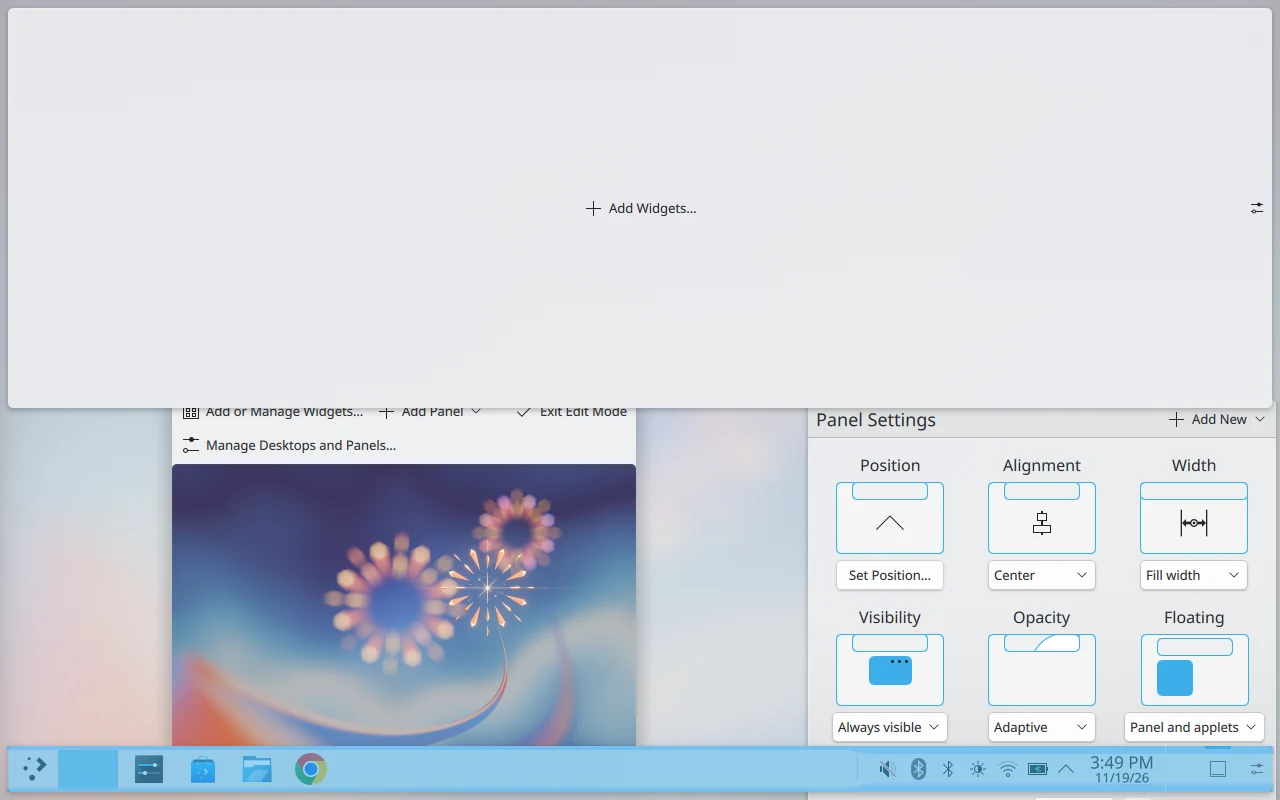 Add Widgets...
Add or Manage Widgets... Add Panel Exit Edit Mode
Manage Desktops and Panels...
Panel Settings Add New
Position Alignment Width
Set Position... Center Fill width
Visibility Opacity Floating
Always visible Adaptive Panel and applets
3:49 PM
11/19/26